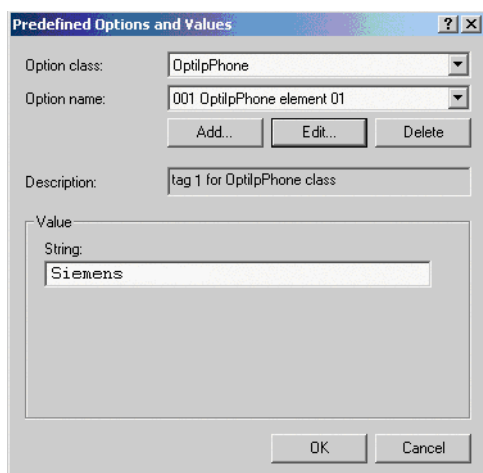 Predefined Options and Values
Option class: OptiIpPhone
Option name: 001 OptiIpPhone element 01
Add... Edit... Delete
Description: tag 1 for OptiIpPhone class
Value
String:
Siemens
OK Cancel